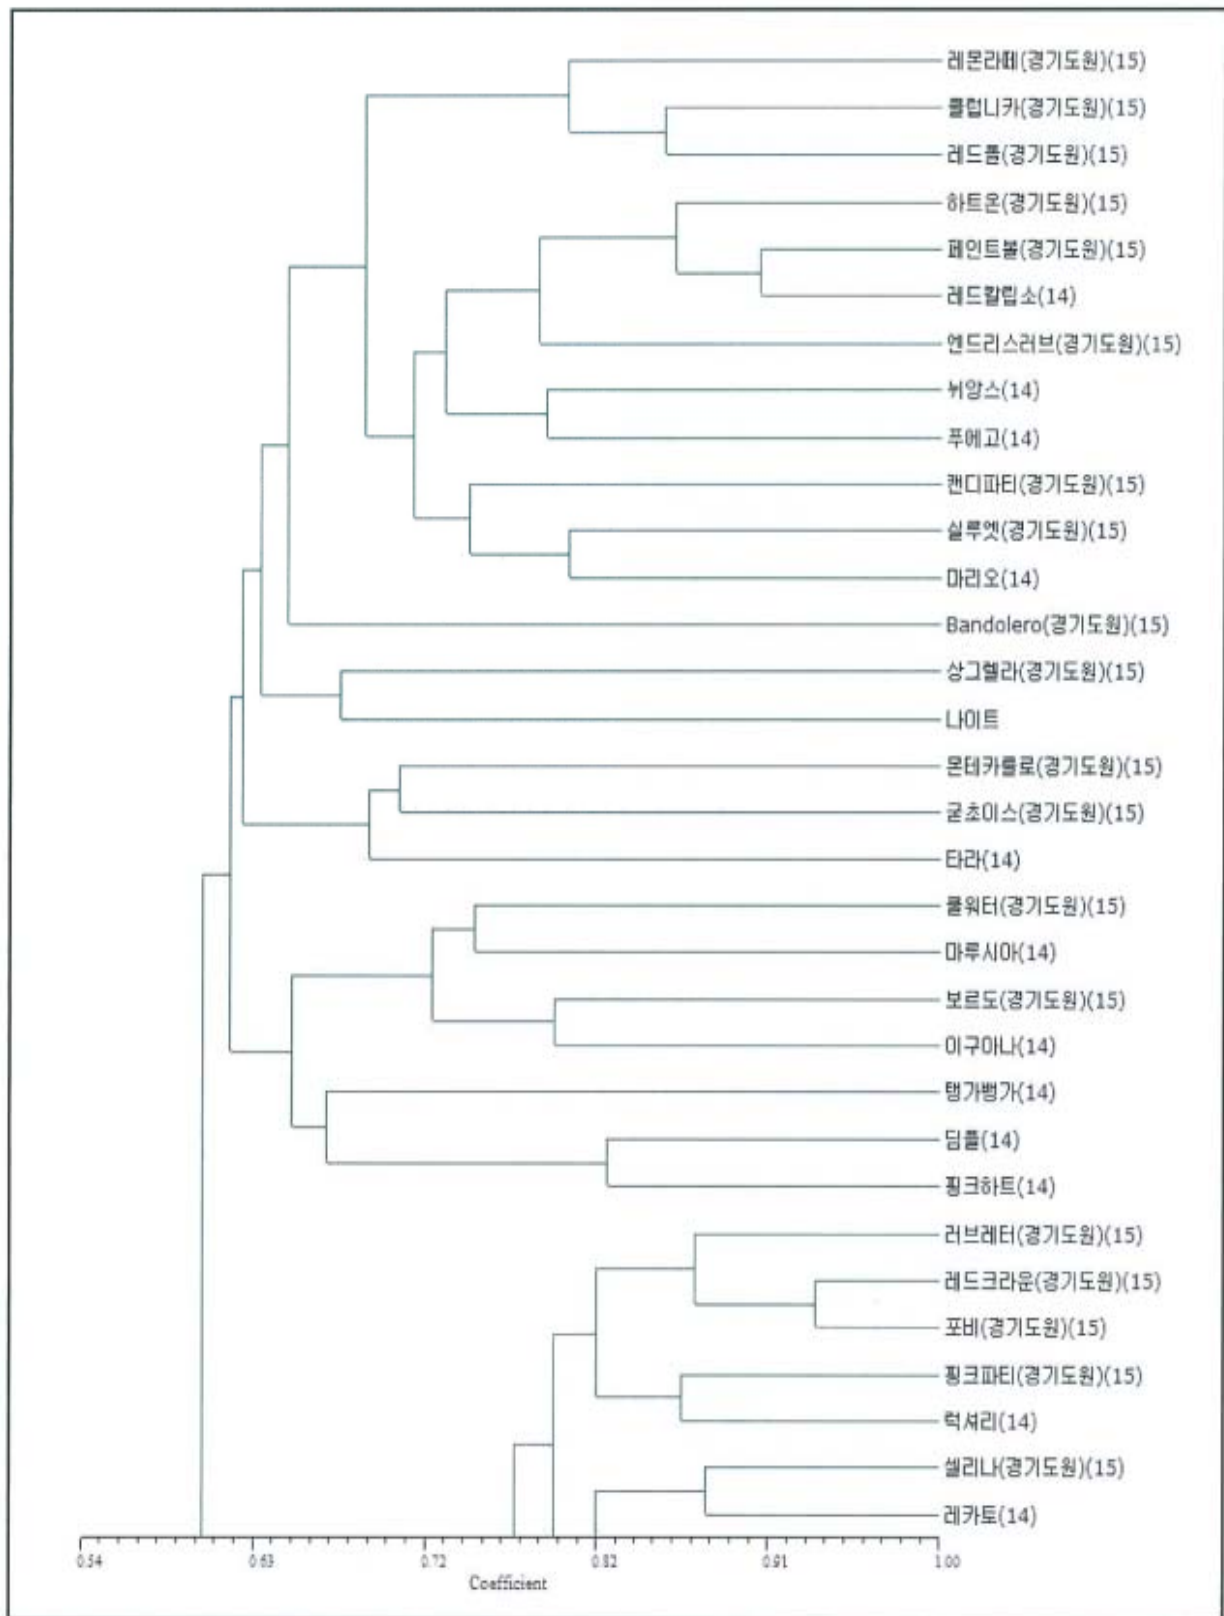 레몬라떼(경기도원)(15)
클럽니카(경기도원)(15)
레드폴(경기도원)(15)
하트온(경기도원)(15)
페인트볼(경기도원)(15)
레드칼립소(14)
엔드리스러브(경기도원)(15)
뉘앙스(14)
푸에고(14)
캔디파티(경기도원)(15)
실루엣(경기도원)(15)
마리오(14)
Bandolero(경기도원)(15)
상그렐라(경기도원)(15)
나이트
몬테카를로(경기도원)(15)
굳초이스(경기도원)(15)
타라(14)
쿨워터(경기도원)(15)
마루시아(14)
보르도(경기도원)(15)
이구아나(14)
탱가뱅가(14)
딤플(14)
핑크하트(14)
러브레터(경기도원)(15)
레드크라운(경기도원)(15)
포비(경기도원)(15)
핑크파티(경기도원)(15)
럭셔리(14)
셀리나(경기도원)(15)
레카토(14)
0.54 0.63 0.72 0.82 0.91 1.00
Coefficient